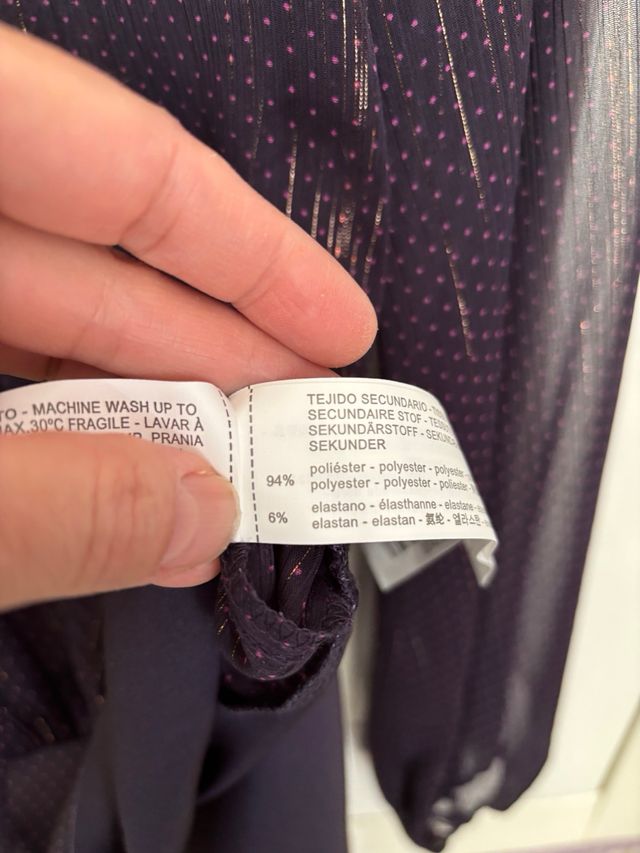 TO - MACHINE WASH UP TO
MAX.30ºC FRAGILE - LAVAR À
PRANIA
TEJIDO SECUNDARIO -
SECUNDAIRE STOF -
SEKUNDÄRSTOFF -
SEKUNDER
94% poliéster - polyester - polyester
polyester - polyester - poliester -
6% elastano - élasthanne - elastane -
elastan - elastan - 氨纶 - 엘라스탄 -